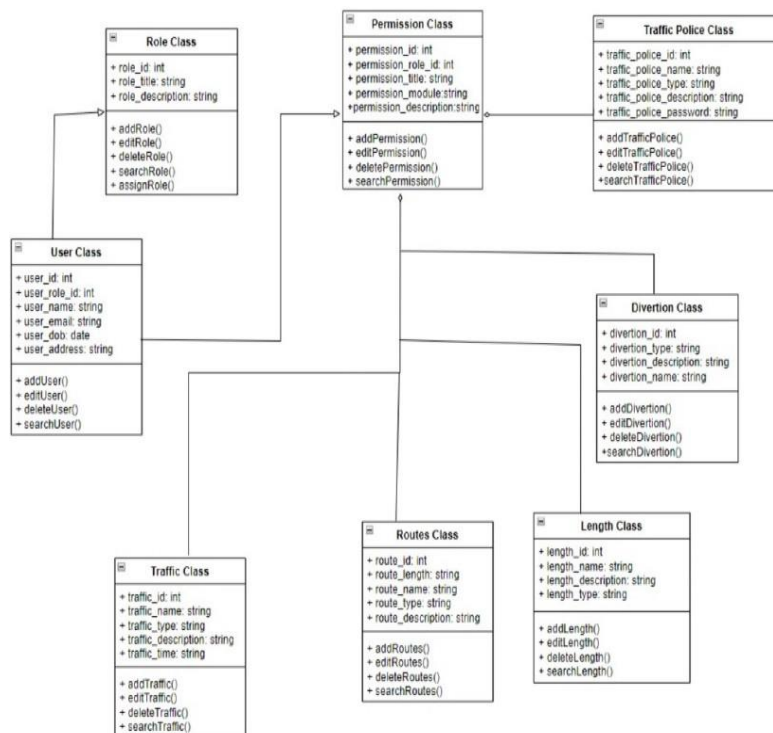 Role Class
+ role_id: int
+ role_title: string
+ role_description: string
+ addRole()
+ editRole()
+ deleteRole()
+ searchRole()
+ assignRole()
Permission Class
+ permission_id: int
+ permission_role_id: int
+ permission_title: string
+ permission_module:string
+permission_description:string
+ addPermission()
+ editPermission()
+ deletePermission()
+ searchPermission()
Traffic Police Class
+ traffic_police_id: int
+ traffic_police_name: string
+ traffic_police_type: string
+ traffic_police_description: string
+ traffic_police_password: string
+ addTrafficPolice()
+ editTrafficPolice()
+ deleteTrafficPolice()
+searchTrafficPolice()
User Class
+ user_id: int
+ user_role_id: int
+ user_name: string
+ user_email: string
+ user_dob: date
+ user_address: string
+ addUser()
+ editUser()
+ deleteUser()
+ searchUser()
Divertion Class
+ divertion_id: int
+ divertion_type: string
+ divertion_description: string
+ divertion_name: string
+ addDivertion()
+ editDivertion()
+ deleteDivertion()
+searchDivertion()
Traffic Class
+ traffic_id: int
+ traffic_name: string
+ traffic_type: string
+ traffic_description: string
+ traffic_time: string
+ addTraffic()
+ editTraffic()
+ deleteTraffic()
+ searchTraffic()
Routes Class
+ route_id: int
+ route_length: string
+ route_name: string
+ route_type: string
+ route_description: string
+ addRoutes()
+ editRoutes()
+ deleteRoutes()
+ searchRoutes()
Length Class
+ length_id: int
+ length_name: string
+ length_description: string
+ length_type: string
+ addLength()
+ editLength()
+ deleteLength()
+ searchLength()